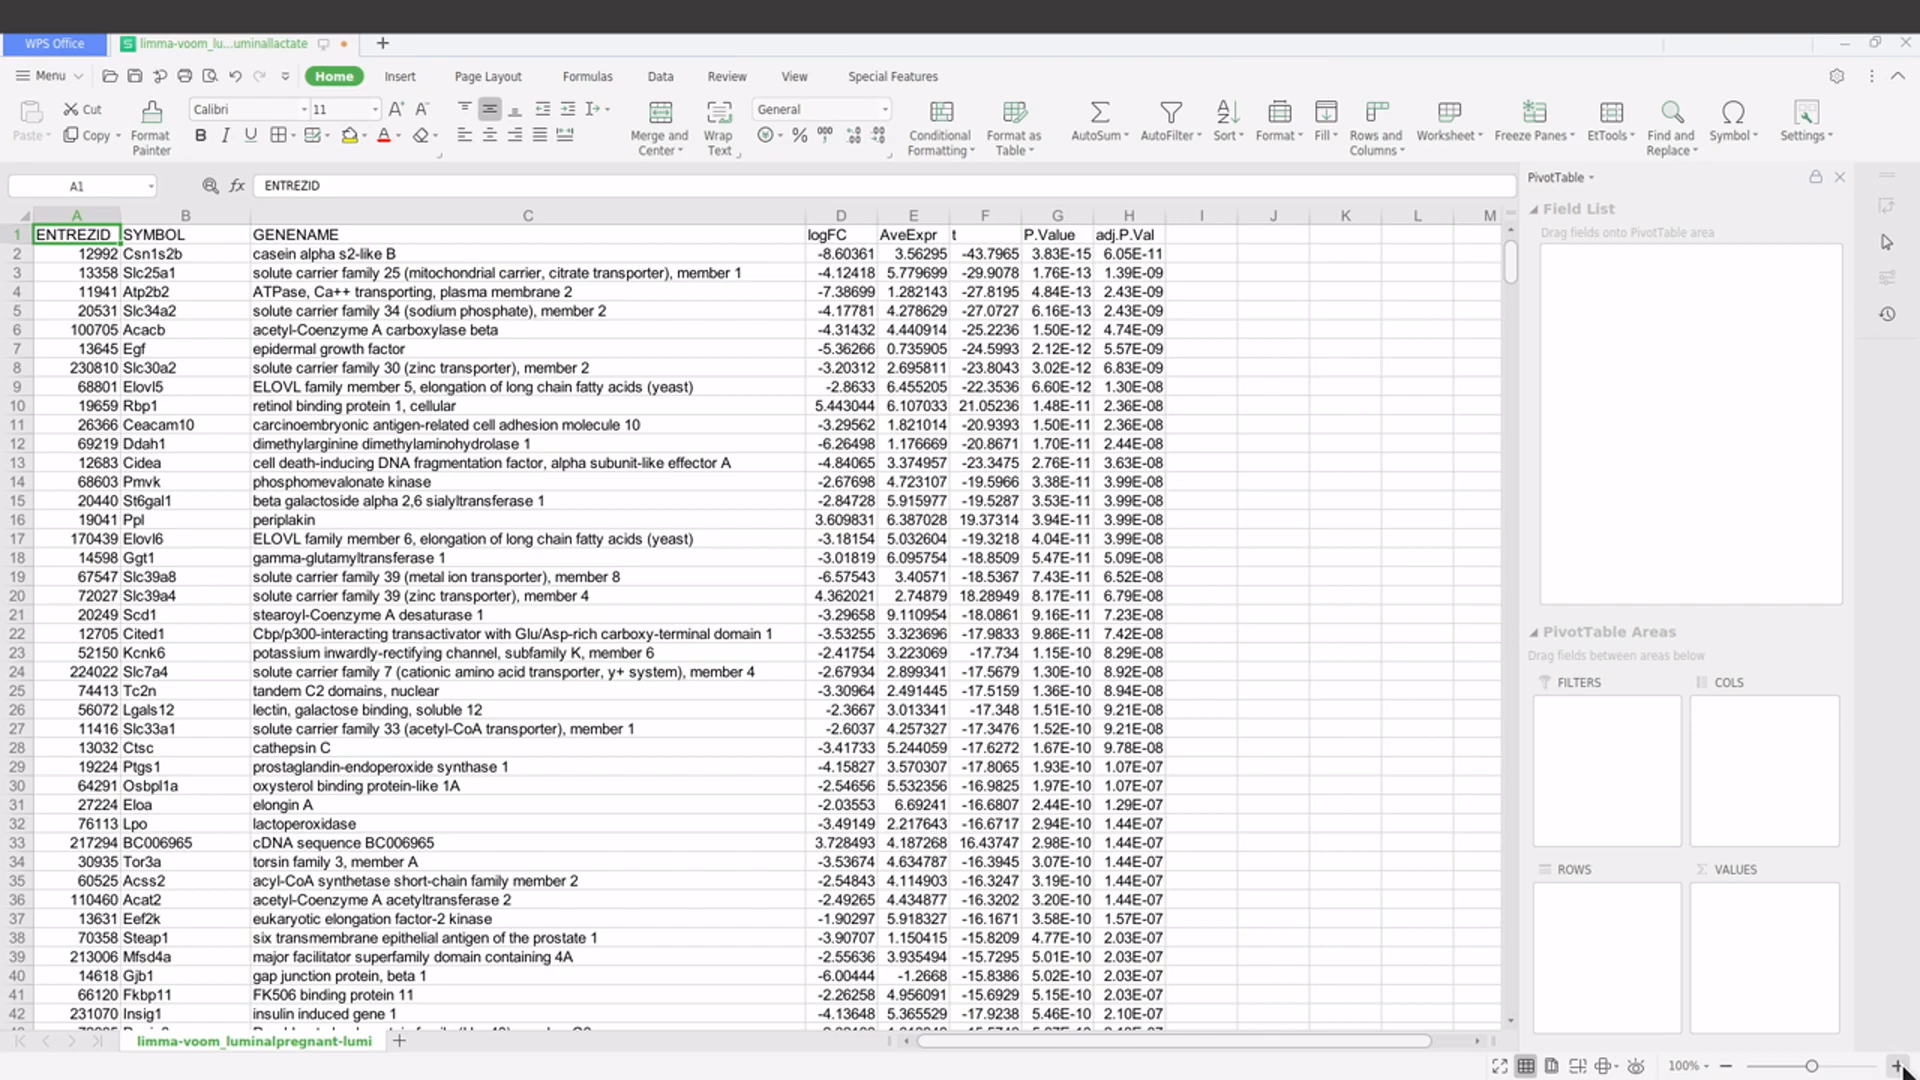 WPS Office limma-voom_lu...uminallactate
Menu Home Insert Page Layout Formulas Data Review View Special Features
Paste Cut Copy Format Painter Calibri 11 Merge and Center Wrap Text General Conditional Formatting Format as Table AutoSum AutoFilter Sort Format Fill Rows and Columns Worksheet Freeze Panes EtTools Find and Replace Symbol Settings
A1 fx ENTREZID
A B C D E F G H I J K L M
1 ENTREZID SYMBOL GENENAME logFC AveExpr t P.Value adj.P.Val
2 12992 Csn1s2b casein alpha s2-like B -8.60361 3.56295 -43.7965 3.83E-15 6.05E-11
3 13358 Slc25a1 solute carrier family 25 (mitochondrial carrier, citrate transporter), member 1 -4.12418 5.779699 -29.9078 1.76E-13 1.39E-09
4 11941 Atp2b2 ATPase, Ca++ transporting, plasma membrane 2 -7.38699 1.282143 -27.8195 4.84E-13 2.43E-09
5 20531 Slc34a2 solute carrier family 34 (sodium phosphate), member 2 -4.17781 4.278629 -27.0727 6.16E-13 2.43E-09
6 100705 Acacb acetyl-Coenzyme A carboxylase beta -4.31432 4.440914 -25.2236 1.50E-12 4.74E-09
7 13645 Egf epidermal growth factor -5.36266 0.735905 -24.5993 2.12E-12 5.57E-09
8 230810 Slc30a2 solute carrier family 30 (zinc transporter), member 2 -3.20312 2.695811 -23.8043 3.02E-12 6.83E-09
9 68801 Elovl5 ELOVL family member 5, elongation of long chain fatty acids (yeast) -2.8633 6.455205 -22.3536 6.60E-12 1.30E-08
10 19659 Rbp1 retinol binding protein 1, cellular 5.443044 6.107033 21.05236 1.48E-11 2.36E-08
11 26366 Ceacam10 carcinoembryonic antigen-related cell adhesion molecule 10 -3.29562 1.821014 -20.9393 1.50E-11 2.36E-08
12 69219 Ddah1 dimethylarginine dimethylaminohydrolase 1 -6.26498 1.176669 -20.8671 1.70E-11 2.44E-08
13 12683 Cidea cell death-inducing DNA fragmentation factor, alpha subunit-like effector A -4.84065 3.374957 -23.3475 2.76E-11 3.63E-08
14 68603 Pmvk phosphomevalonate kinase -2.67698 4.723107 -19.5966 3.38E-11 3.99E-08
15 20440 St6gal1 beta galactoside alpha 2,6 sialyltransferase 1 -2.84728 5.915977 -19.5287 3.53E-11 3.99E-08
16 19041 Ppl periplakin 3.609831 6.387028 19.37314 3.94E-11 3.99E-08
17 170439 Elovl6 ELOVL family member 6, elongation of long chain fatty acids (yeast) -3.18154 5.032604 -19.3218 4.04E-11 3.99E-08
18 14598 Ggt1 gamma-glutamyltransferase 1 -3.01819 6.095754 -18.8509 5.47E-11 5.09E-08
19 67547 Slc39a8 solute carrier family 39 (metal ion transporter), member 8 -6.57543 3.40571 -18.5367 7.43E-11 6.52E-08
20 72027 Slc39a4 solute carrier family 39 (zinc transporter), member 4 4.362021 2.74879 18.28949 8.17E-11 6.79E-08
21 20249 Scd1 stearoyl-Coenzyme A desaturase 1 -3.29658 9.110954 -18.0861 9.16E-11 7.23E-08
22 12705 Cited1 Cbp/p300-interacting transactivator with Glu/Asp-rich carboxy-terminal domain 1 -3.53255 3.323696 -17.9833 9.86E-11 7.42E-08
23 52150 Kcnk6 potassium inwardly-rectifying channel, subfamily K, member 6 -2.41754 3.223069 -17.734 1.15E-10 8.29E-08
24 224022 Slc7a4 solute carrier family 7 (cationic amino acid transporter, y+ system), member 4 -2.67934 2.899341 -17.5679 1.30E-10 8.92E-08
25 74413 Tc2n tandem C2 domains, nuclear -3.30964 2.491445 -17.5159 1.36E-10 8.94E-08
26 56072 Lgals12 lectin, galactose binding, soluble 12 -2.3667 3.013341 -17.348 1.51E-10 9.21E-08
27 11416 Slc33a1 solute carrier family 33 (acetyl-CoA transporter), member 1 -2.6037 4.257327 -17.3476 1.52E-10 9.21E-08
28 13032 Ctsc cathepsin C -3.41733 5.244059 -17.6272 1.67E-10 9.78E-08
29 19224 Ptgs1 prostaglandin-endoperoxide synthase 1 -4.15827 3.570307 -17.8065 1.93E-10 1.07E-07
30 64291 Osbpl1a oxysterol binding protein-like 1A -2.54656 5.532356 -16.9825 1.97E-10 1.07E-07
31 27224 Eloa elongin A -2.03553 6.69241 -16.6807 2.44E-10 1.29E-07
32 76113 Lpo lactoperoxidase -3.49149 2.217643 -16.6717 2.94E-10 1.44E-07
33 217294 BC006965 cDNA sequence BC006965 3.728493 4.187268 16.43747 2.98E-10 1.44E-07
34 30935 Tor3a torsin family 3, member A -3.53674 4.634787 -16.3945 3.07E-10 1.44E-07
35 60525 Acss2 acyl-CoA synthetase short-chain family member 2 -2.54843 4.114903 -16.3247 3.19E-10 1.44E-07
36 110460 Acat2 acetyl-Coenzyme A acetyltransferase 2 -2.49265 4.434877 -16.3202 3.20E-10 1.44E-07
37 13631 Eef2k eukaryotic elongation factor-2 kinase -1.90297 5.918327 -16.1671 3.58E-10 1.57E-07
38 70358 Steap1 six transmembrane epithelial antigen of the prostate 1 -3.90707 1.150415 -15.8209 4.77E-10 2.03E-07
39 213006 Mfsd4a major facilitator superfamily domain containing 4A -2.55636 3.935494 -15.7295 5.01E-10 2.03E-07
40 14618 Gjb1 gap junction protein, beta 1 -6.00444 -1.2668 -15.8386 5.02E-10 2.03E-07
41 66120 Fkbp11 FK506 binding protein 11 -2.26258 4.956091 -15.6929 5.15E-10 2.03E-07
42 231070 Insig1 insulin induced gene 1 -4.13648 5.365529 -17.9238 5.46E-10 2.10E-07
limma-voom_luminalpregnant-lumi
PivotTable
Field List
Drag fields onto PivotTable area
PivotTable Areas
Drag fields between areas below
FILTERS COLS
ROWS VALUES
100%